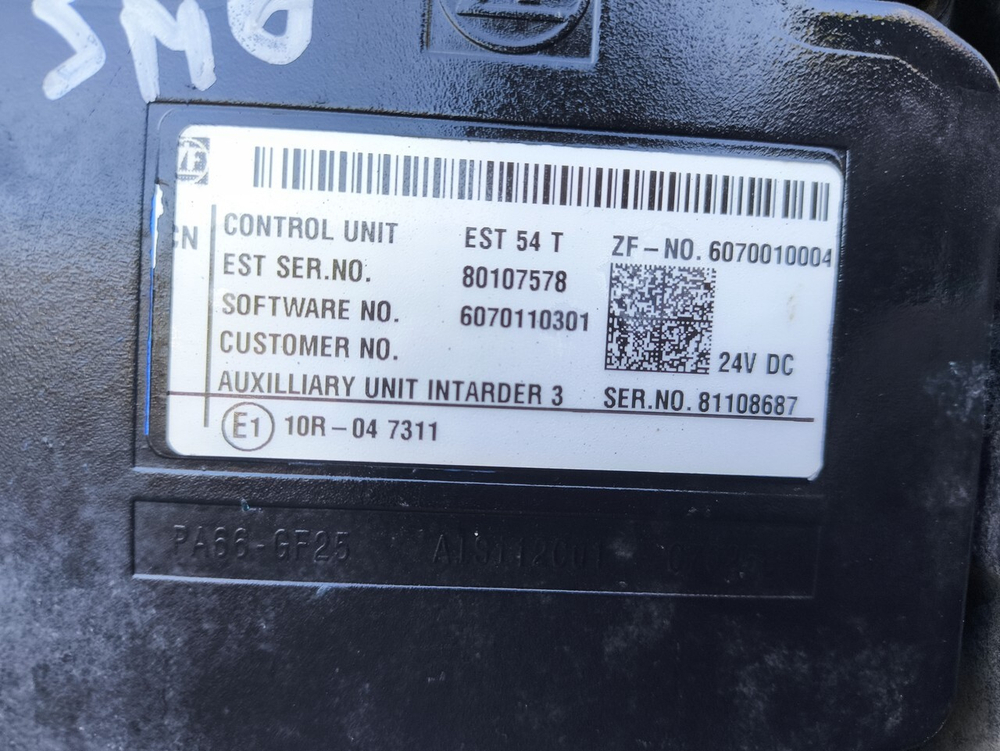 ZF
CONTROL UNIT EST 54 T ZF-NO. 6070010004
CN
EST SER.NO. 80107578
SOFTWARE NO. 6070110301
CUSTOMER NO.
24V DC
AUXILLIARY UNIT INTARDER 3 SER.NO. 81108687
E1 10R-04 7311
PA66-GF25